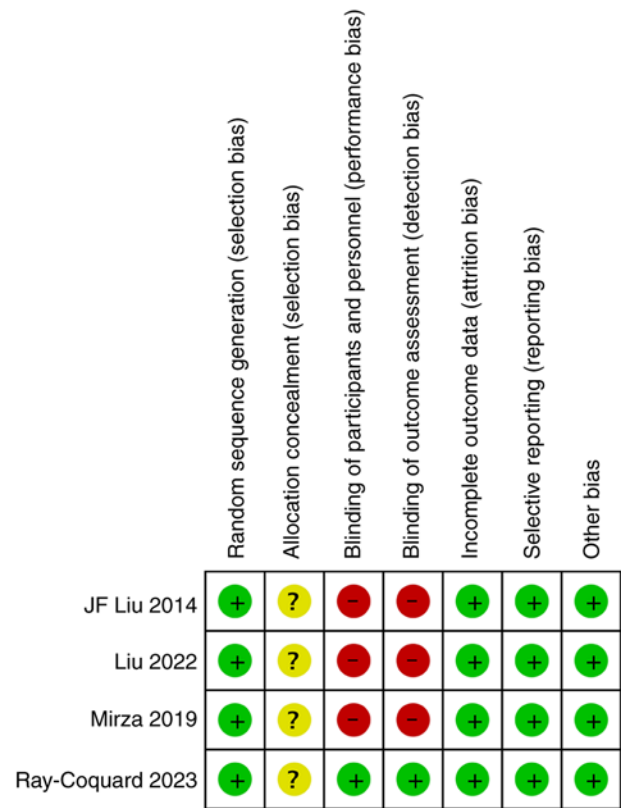 Random sequence generation (selection bias)
Allocation concealment (selection bias)
Blinding of participants and personnel (performance bias)
Blinding of outcome assessment (detection bias)
Incomplete outcome data (attrition bias)
Selective reporting (reporting bias)
Other bias
JF Liu 2014 + ? - - + + +
Liu 2022 + ? - - + + +
Mirza 2019 + ? - - + + +
Ray-Coquard 2023 + ? + + + + +